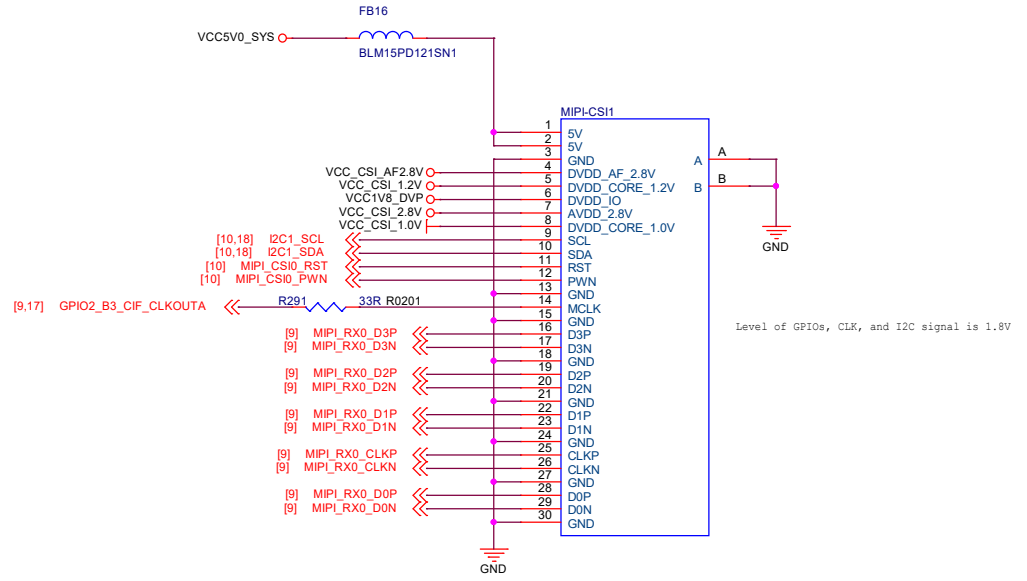 FB16
VCC5V0_SYS
BLM15PD121SN1
MIPI-CSI1
1 5V
2 5V
3 GND
VCC_CSI_AF2.8V 4 DVDD_AF_2.8V
VCC_CSI_1.2V 5 DVDD_CORE_1.2V
VCC1V8_DVP 6 DVDD_IO
VCC_CSI_2.8V 7 AVDD_2.8V
VCC_CSI_1.0V 8 DVDD_CORE_1.0V
[10,18] I2C1_SCL 9 SCL
[10,18] I2C1_SDA 10 SDA
[10] MIPI_CSI0_RST 11 RST
[10] MIPI_CSI0_PWN 12 PWN
13 GND
[9,17] GPIO2_B3_CIF_CLKOUTA R291 33R R0201 14 MCLK
15 GND
[9] MIPI_RX0_D3P 16 D3P
[9] MIPI_RX0_D3N 17 D3N
18 GND
[9] MIPI_RX0_D2P 19 D2P
[9] MIPI_RX0_D2N 20 D2N
21 GND
[9] MIPI_RX0_D1P 22 D1P
[9] MIPI_RX0_D1N 23 D1N
24 GND
[9] MIPI_RX0_CLKP 25 CLKP
[9] MIPI_RX0_CLKN 26 CLKN
27 GND
[9] MIPI_RX0_D0P 28 D0P
[9] MIPI_RX0_D0N 29 D0N
30 GND
GND
A A
B B
GND
Level of GPIOs, CLK, and I2C signal is 1.8V